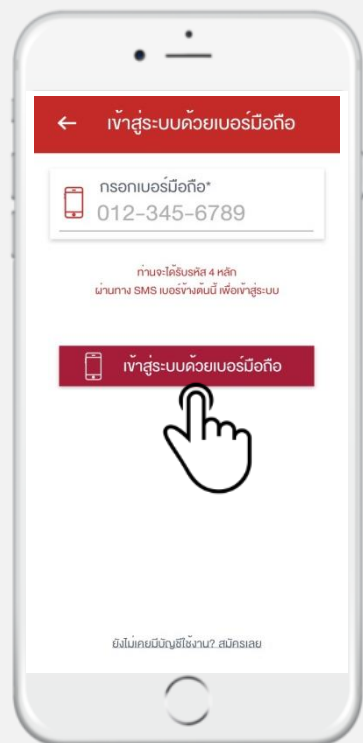 เข้าสู่ระบบด้วยเบอร์มือถือ
กรอกเบอร์มือถือ*
012-345-6789
ท่านจะได้รับรหัส 4 หลัก
ผ่านทาง SMS เบอร์ข้างต้นนี้ เพื่อเข้าสู่ระบบ
เข้าสู่ระบบด้วยเบอร์มือถือ
ยังไม่เคยมีบัญชีใช้งาน? สมัครเลย